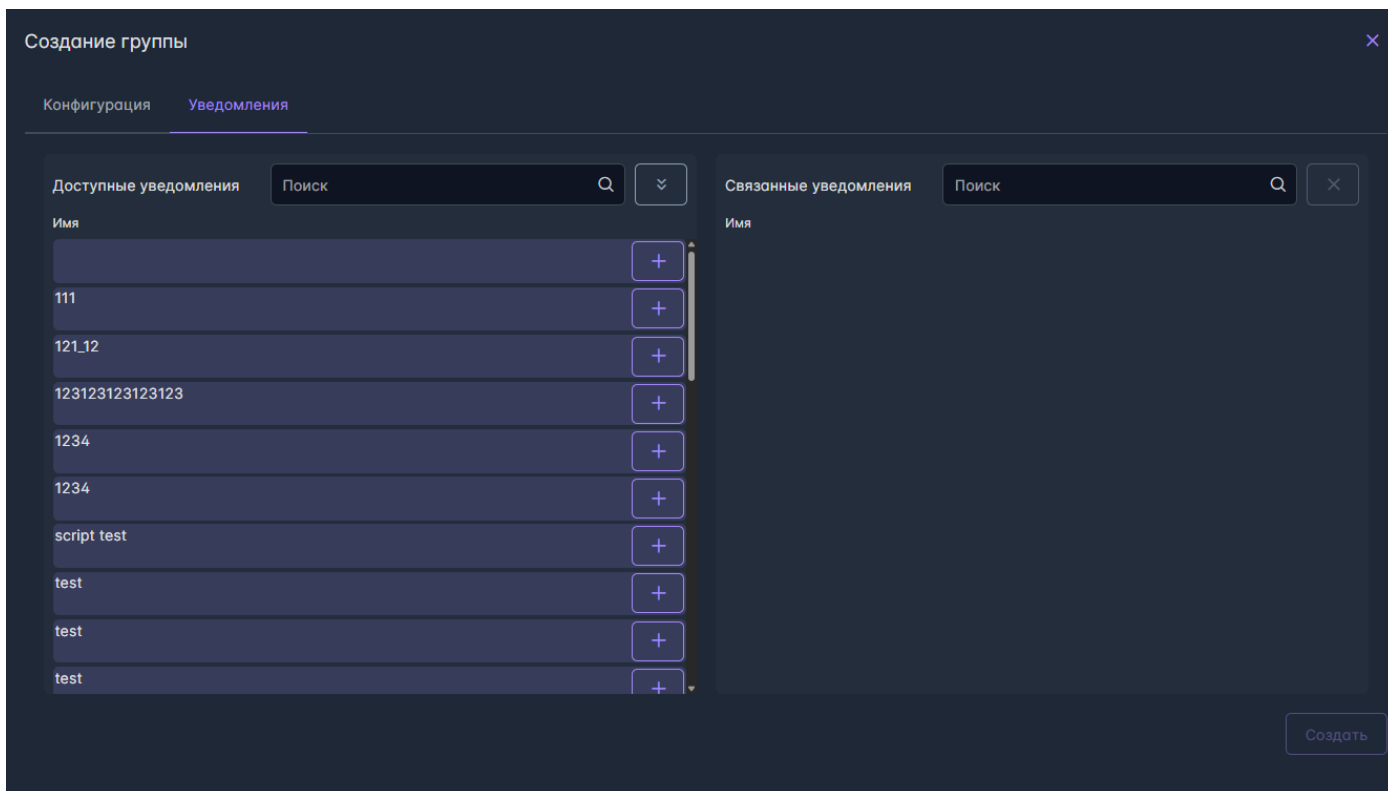 Создание группы
Конфигурация Уведомления
Доступные уведомления Поиск
Имя
111
121_12
123123123123123
1234
1234
script test
test
test
test
Связанные уведомления Поиск
Имя
Создать